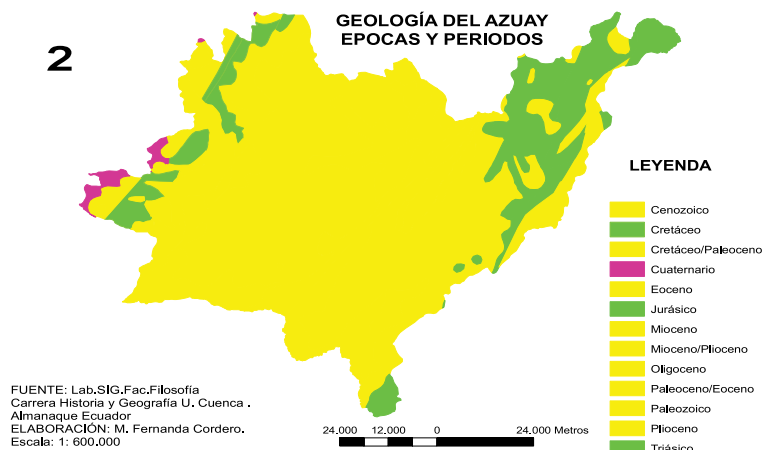 GEOLOGÍA DEL AZUAY
EPOCAS Y PERIODOS
2
LEYENDA
Cenozoico
Cretáceo
Cretáceo/Paleoceno
Cuaternario
Eoceno
Jurásico
Mioceno
Mioceno/Plioceno
Oligoceno
Paleoceno/Eoceno
Paleozoico
Plioceno
Triásico
FUENTE: Lab.SIG.Fac.Filosofía
Carrera Historia y Geografía U. Cuenca .
Almanaque Ecuador
ELABORACIÓN: M. Fernanda Cordero.
Escala: 1: 600.000
24.000 12.000 0 24.000 Metros